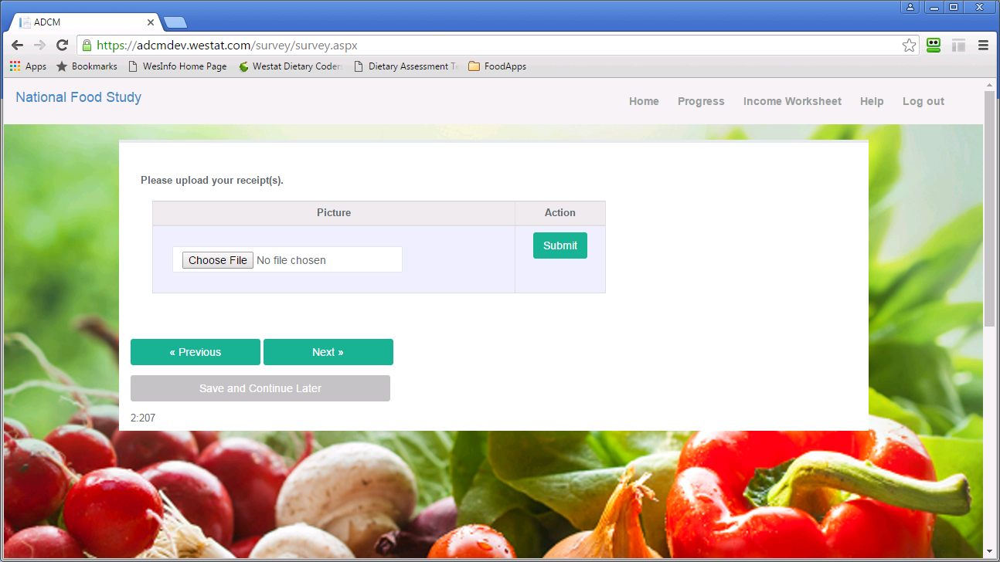 ADCM
https://adcmdev.westat.com/survey/survey.aspx
Apps Bookmarks WesInfo Home Page Westat Dietary Coder Dietary Assessment T FoodApps
National Food Study Home Progress Income Worksheet Help Log out
Please upload your receipt(s).
Picture Action
Submit
Choose File No file chosen
« Previous Next »
Save and Continue Later
2:207